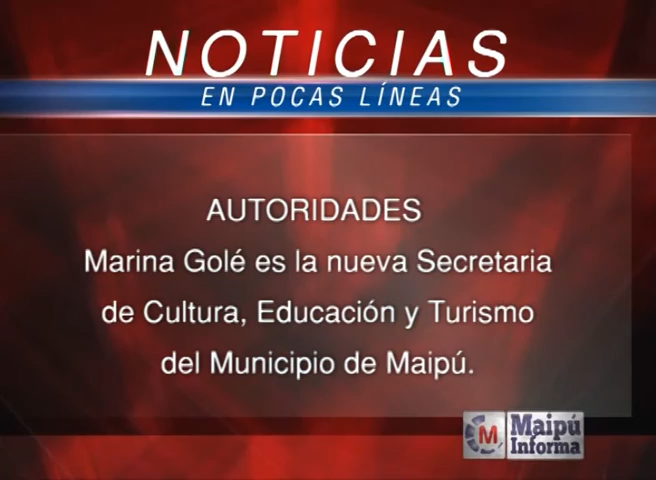 NOTICIAS
EN POCAS LÍNEAS
AUTORIDADES
Marina Golé es la nueva Secretaria
de Cultura, Educación y Turismo
del Municipio de Maipú.
M
Maipú
Informa